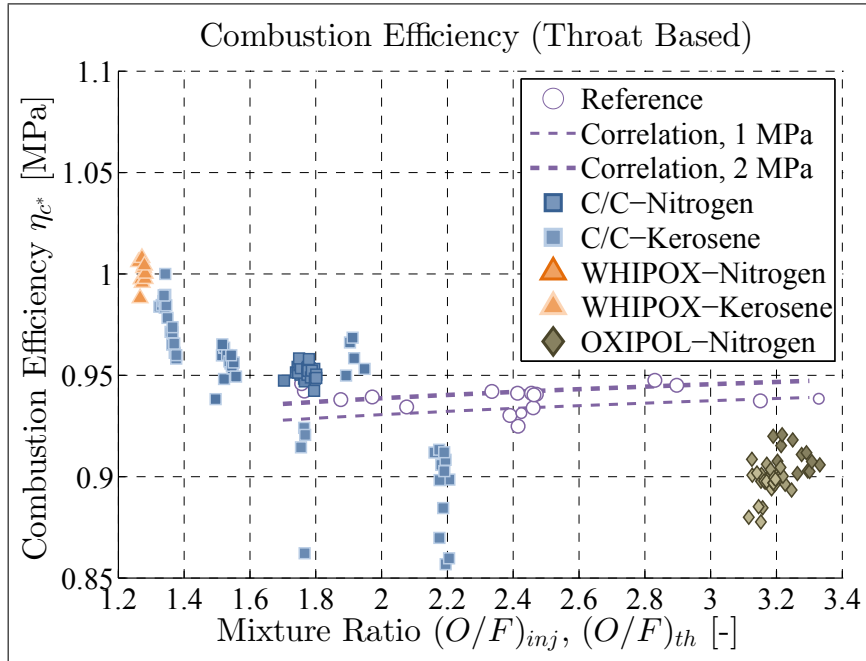 Combustion Efficiency (Throat Based)
Combustion Efficiency η_{c*} [MPa]
1.1
1.05
1
0.95
0.9
0.85
Reference
Correlation, 1 MPa
Correlation, 2 MPa
C/C−Nitrogen
C/C−Kerosene
WHIPOX−Nitrogen
WHIPOX−Kerosene
OXIPOL−Nitrogen
1.2 1.4 1.6 1.8 2 2.2 2.4 2.6 2.8 3 3.2 3.4
Mixture Ratio (O/F)_{inj}, (O/F)_{th} [-]